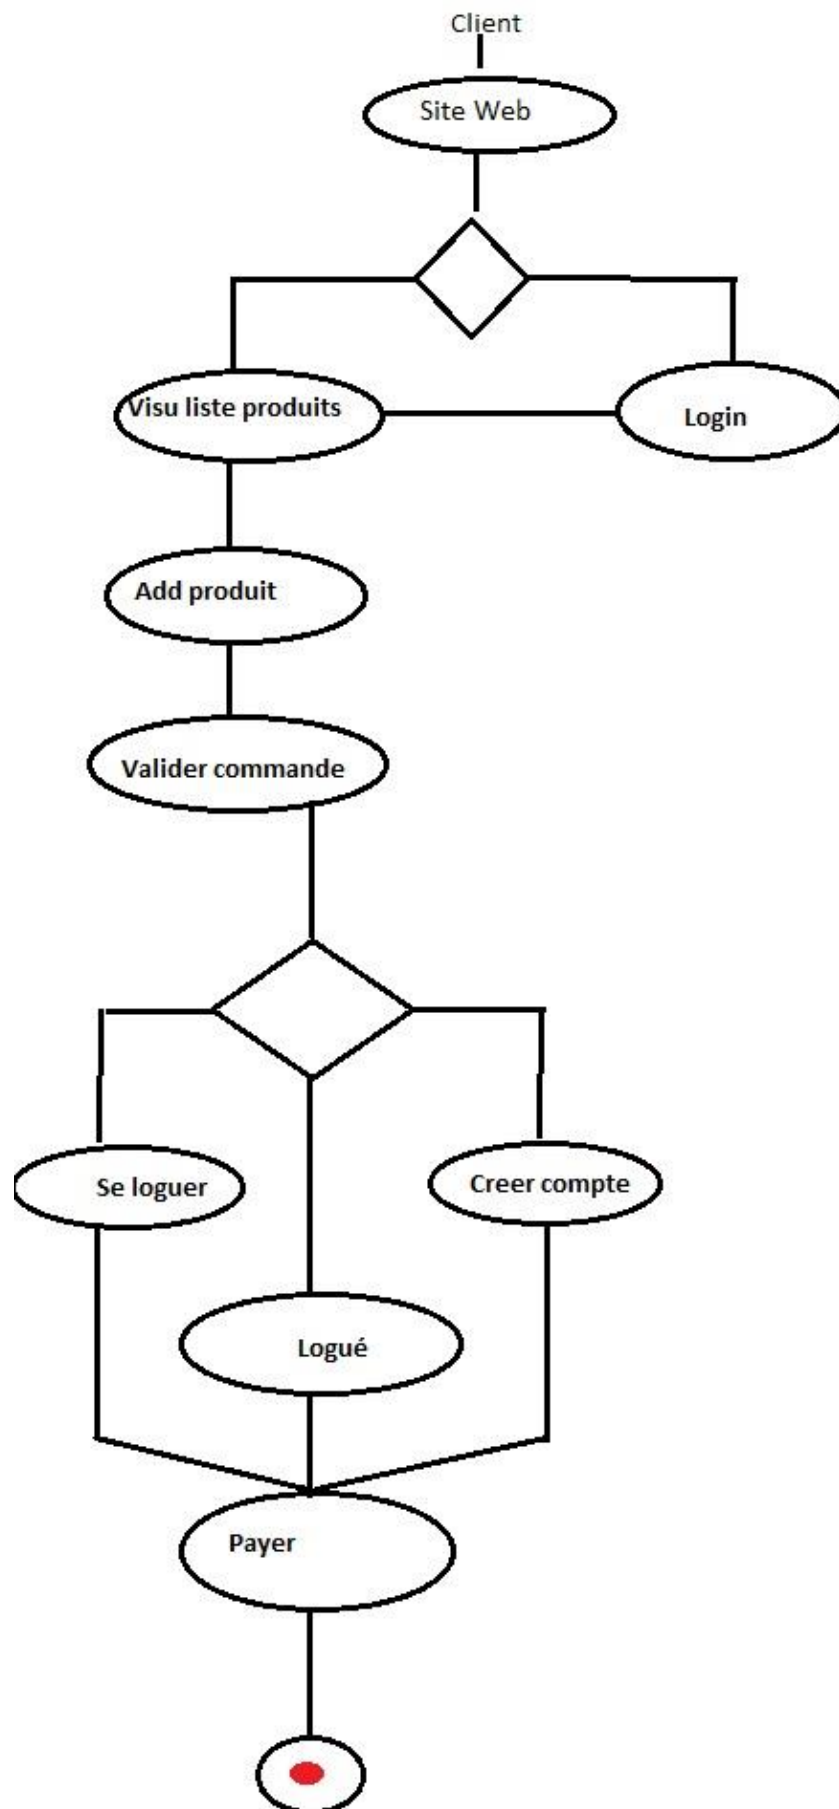 Client
Site Web
Visu liste produits
Login
Add produit
Valider commande
Se loguer
Creer compte
Logué
Payer